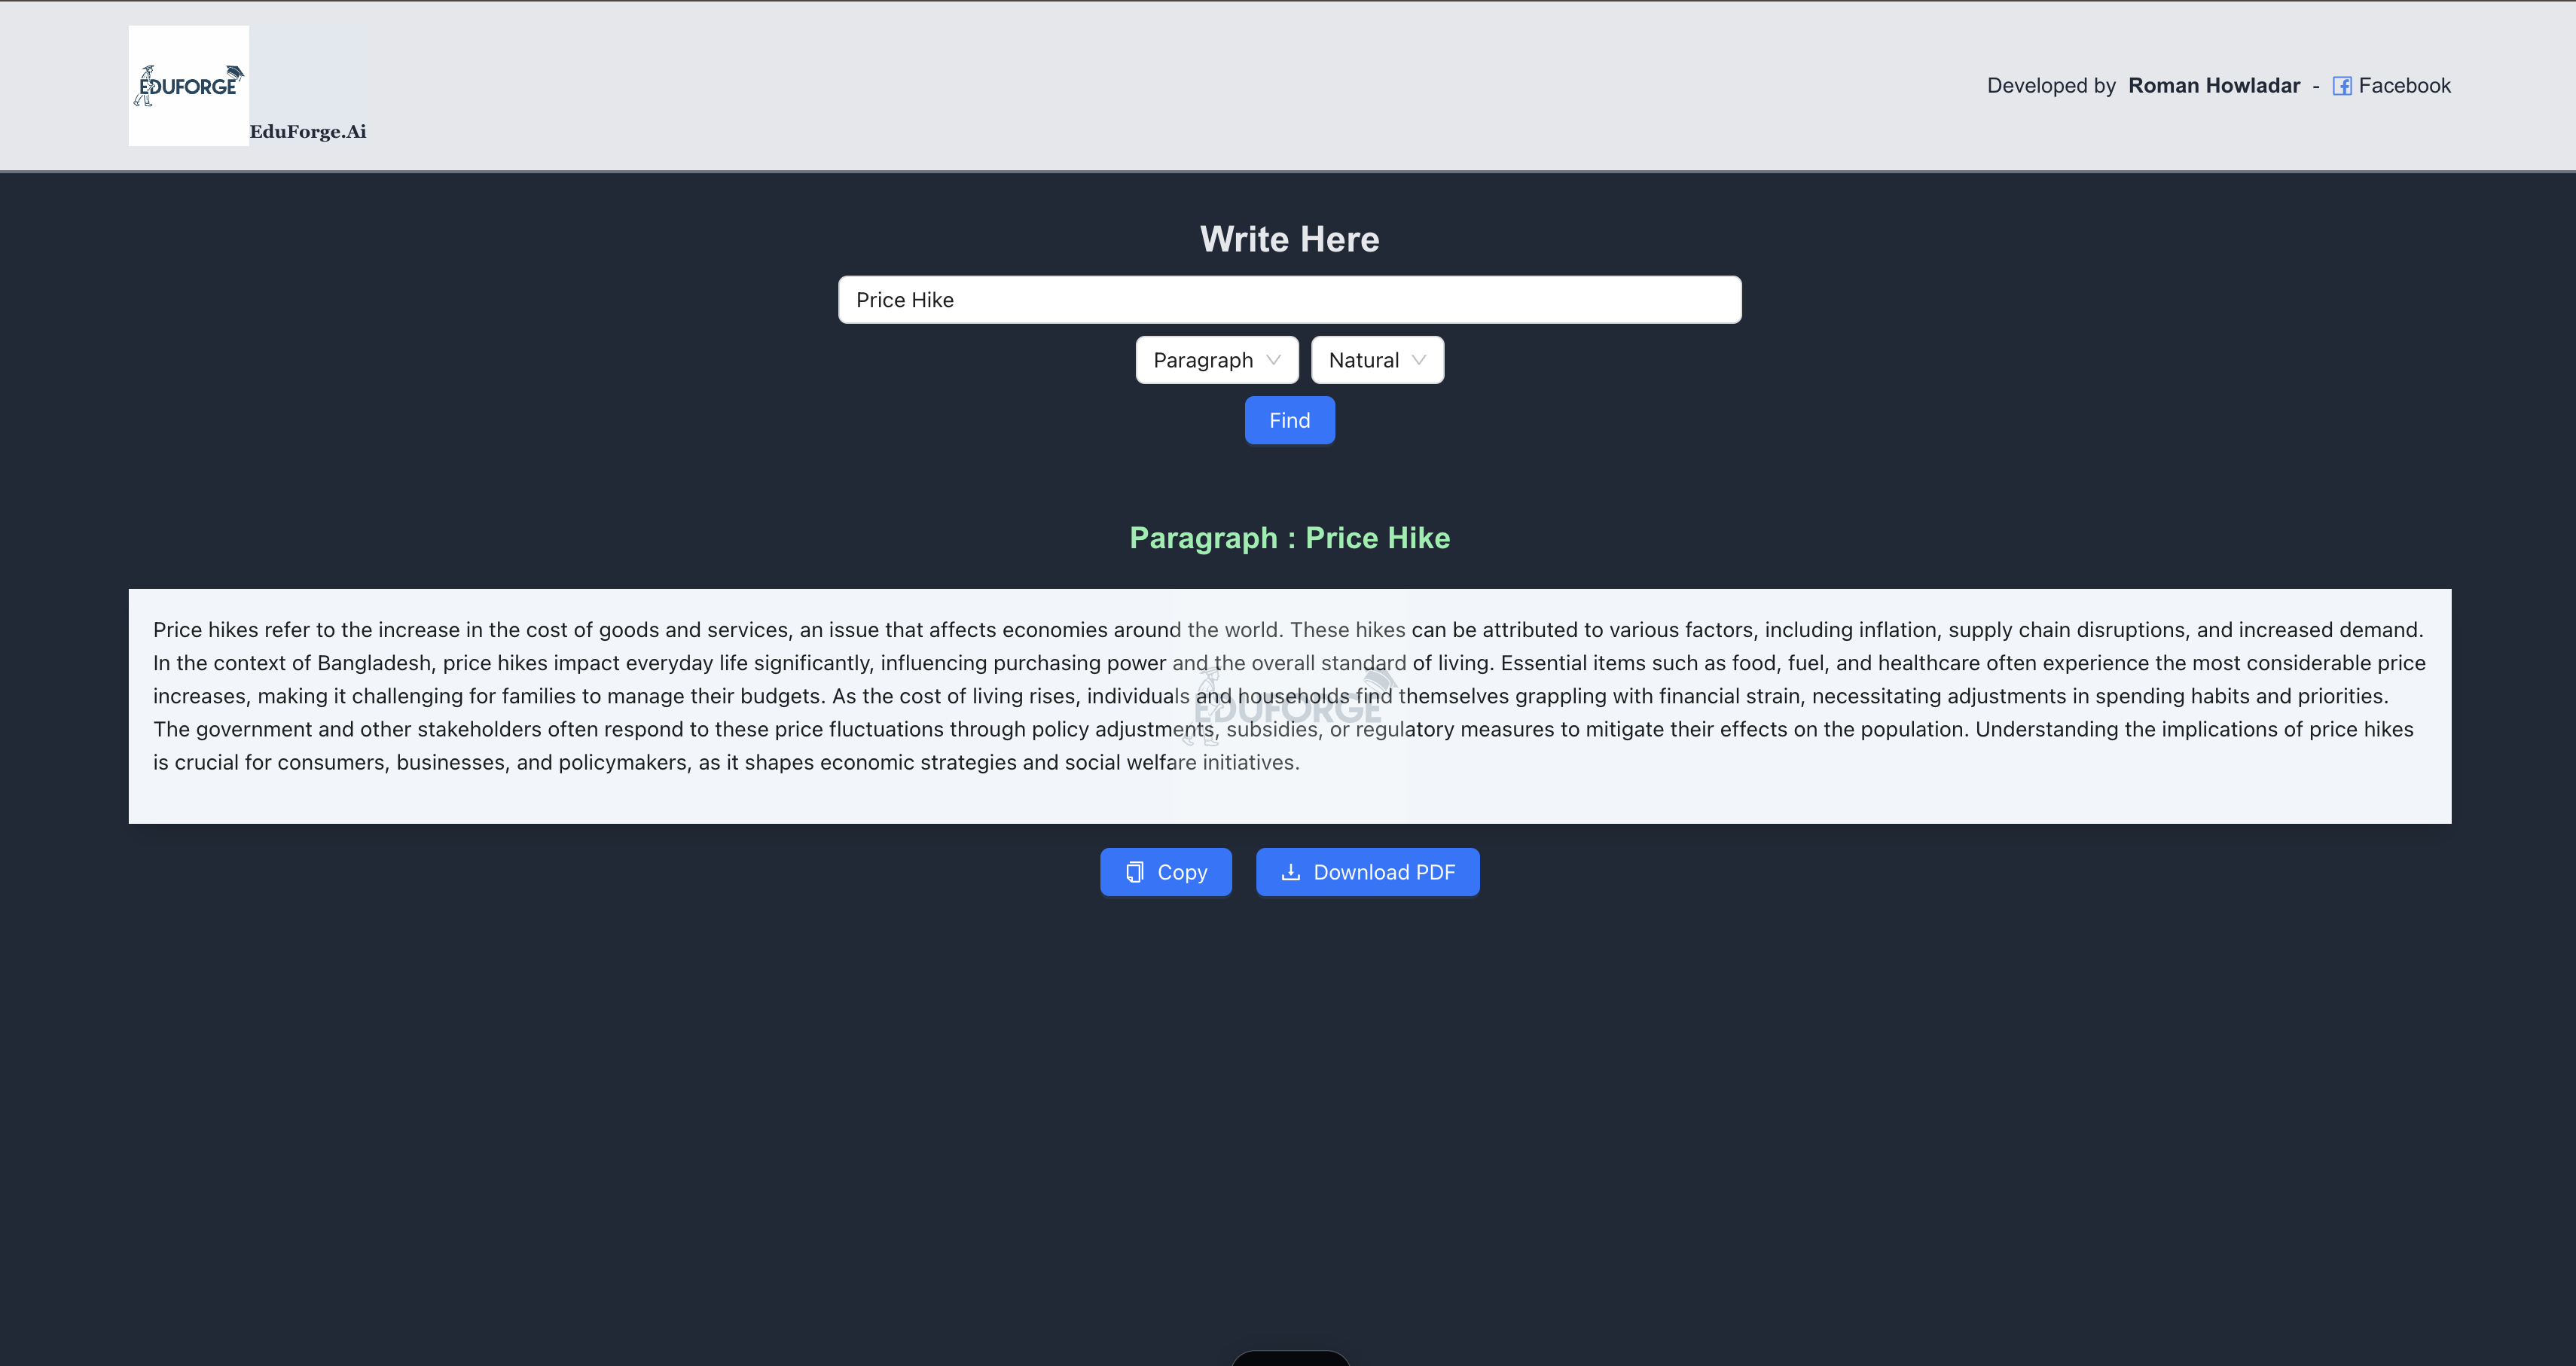 EDUFORGE
EduForge.Ai
Developed by Roman Howladar - Facebook
Write Here
Price Hike
Paragraph Natural
Find
Paragraph : Price Hike
Price hikes refer to the increase in the cost of goods and services, an issue that affects economies around the world. These hikes can be attributed to various factors, including inflation, supply chain disruptions, and increased demand.
In the context of Bangladesh, price hikes impact everyday life significantly, influencing purchasing power and the overall standard of living. Essential items such as food, fuel, and healthcare often experience the most considerable price
increases, making it challenging for families to manage their budgets. As the cost of living rises, individuals and households find themselves grappling with financial strain, necessitating adjustments in spending habits and priorities.
The government and other stakeholders often respond to these price fluctuations through policy adjustments, subsidies, or regulatory measures to mitigate their effects on the population. Understanding the implications of price hikes
is crucial for consumers, businesses, and policymakers, as it shapes economic strategies and social welfare initiatives.
EDUFORGE
Copy Download PDF